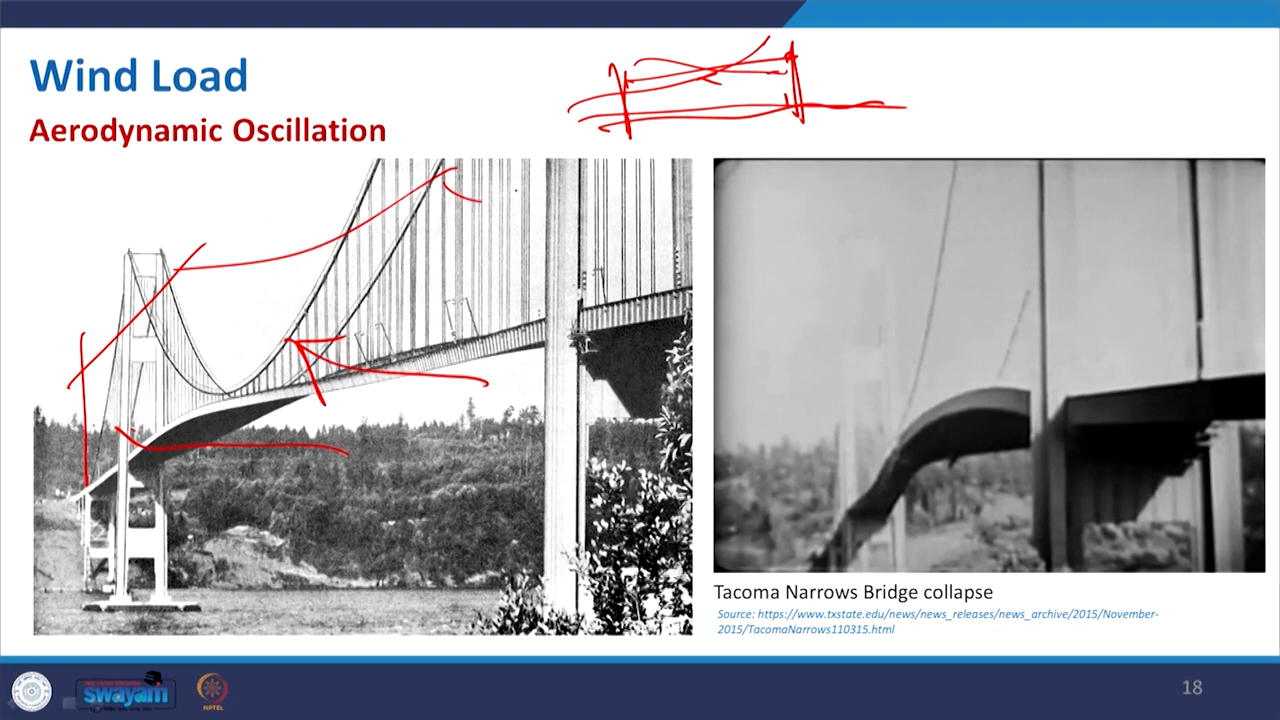 Wind Load
Aerodynamic Oscillation
Tacoma Narrows Bridge collapse
Source: https://www.txstate.edu/news/news_releases/news_archive/2015/November-
2015/TacomaNarrows110315.html
swayam
NPTEL
18